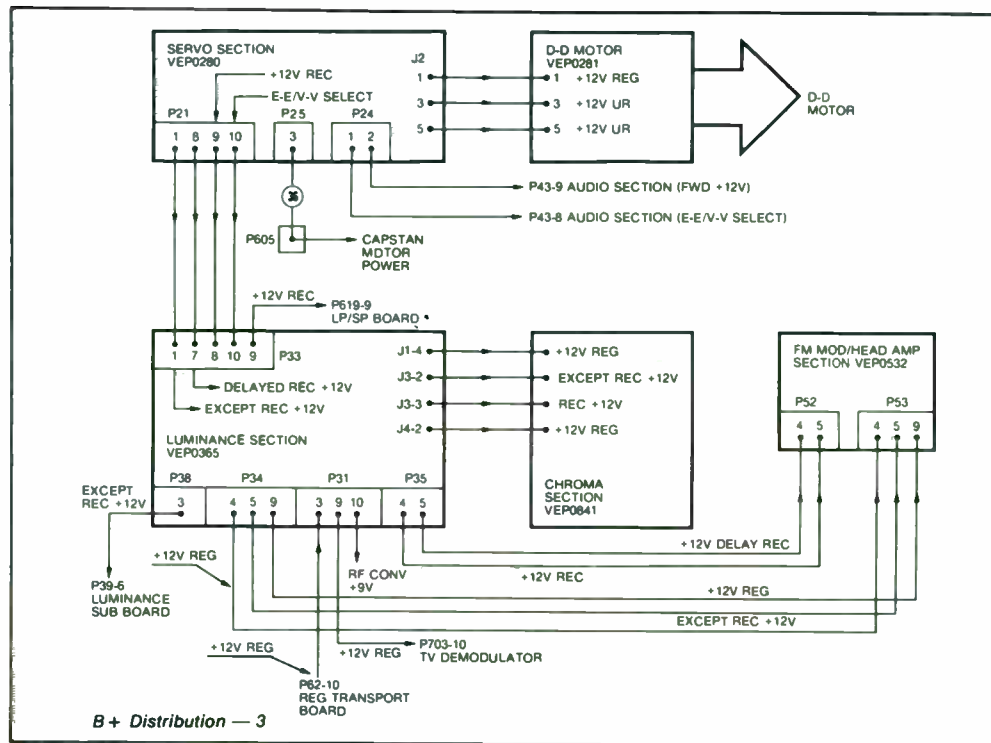 SERVO SECTION
VEP0280
+12V REC
E-E/V-V SELECT
P21
P25
P24
1 8 9 10
3
1 2
J2
1
3
5
D-D MOTOR
VEP0281
1 +12V REG
3 +12V UR
5 +12V UR
D-D
MOTOR
P43-9 AUDIO SECTION (FWD +12V)
P43-8 AUDIO SECTION (E-E/V-V SELECT)
P605
CAPSTAN
MOTOR
POWER
+12V REC
P619-9
LP/SP BOARD
1 7 8 10 9
P33
DELAYED REC +12V
EXCEPT REC +12V
LUMINANCE SECTION
VEP0365
J1-4
J3-2
J3-3
J4-2
+12V REG
EXCEPT REC +12V
REC +12V
+12V REG
CHROMA
SECTION
VEP0841
FM MOD/HEAD AMP
SECTION VEP0532
P52
P53
4 5
4 5 9
P38
P34
P31
P35
3
4 5 9
3 9 10
4 5
EXCEPT
REC +12V
+12V REG
P39-6
LUMINANCE
SUB BOARD
RF CONV
+9V
+12V DELAY REC
+12V REC
+12V REG
EXCEPT REC +12V
+12V REG
+12V REG
P703-10
TV DEMODULATOR
P62-10
REG TRANSPORT
BOARD
B+ Distribution — 3